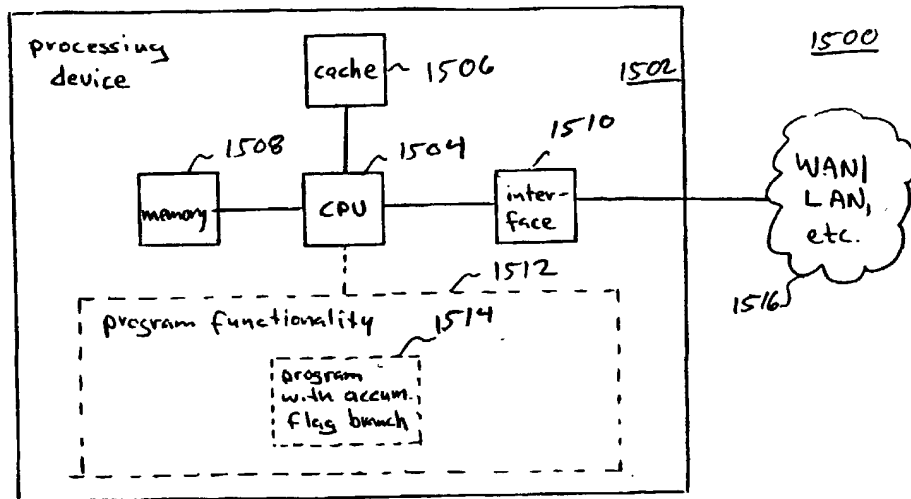 processing
device
cache 1506
1502
1500
1508
1504
1510
memory
CPU
inter-
face
WAN/
LAN,
etc.
1516
1512
program functionality
1514
program
with accum.
flag branch